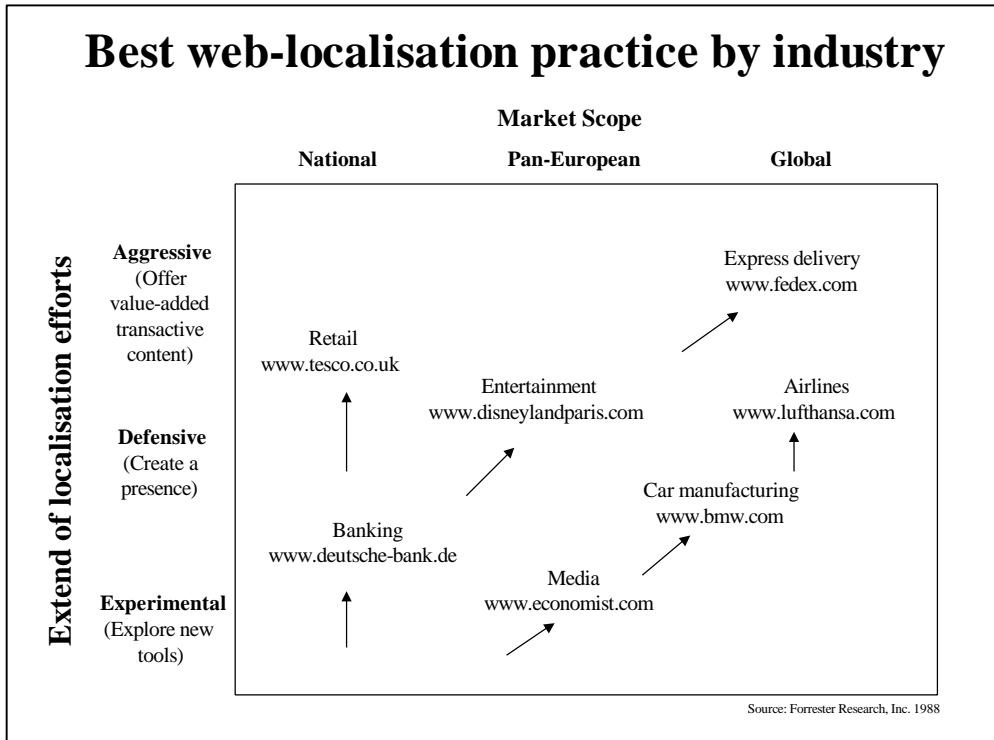 Best web-localisation practice by industry
Market Scope
National Pan-European Global
Extend of localisation efforts
Aggressive
(Offer
value-added
transactive
content)
Defensive
(Create a
presence)
Experimental
(Explore new
tools)
Express delivery
www.fedex.com
Retail
www.tesco.co.uk
Entertainment
www.disneylandparis.com
Airlines
www.lufthansa.com
Car manufacturing
www.bmw.com
Banking
www.deutsche-bank.de
Media
www.economist.com
Source: Forrester Research, Inc. 1988